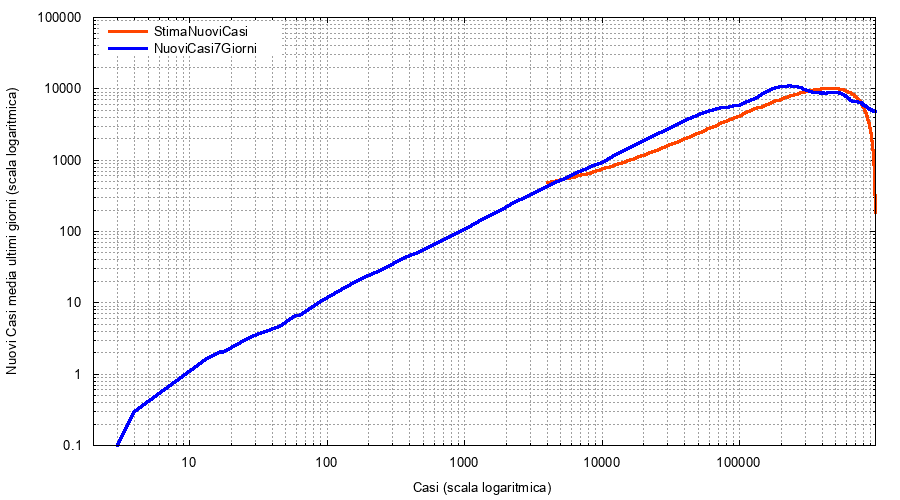 100000
10000
1000
100
10
1
0.1
Nuovi Casi media ultimi giorni (scala logaritmica)
StimaNuoviCasi
NuoviCasi7Giorni
10 100 1000 10000 100000
Casi (scala logaritmica)